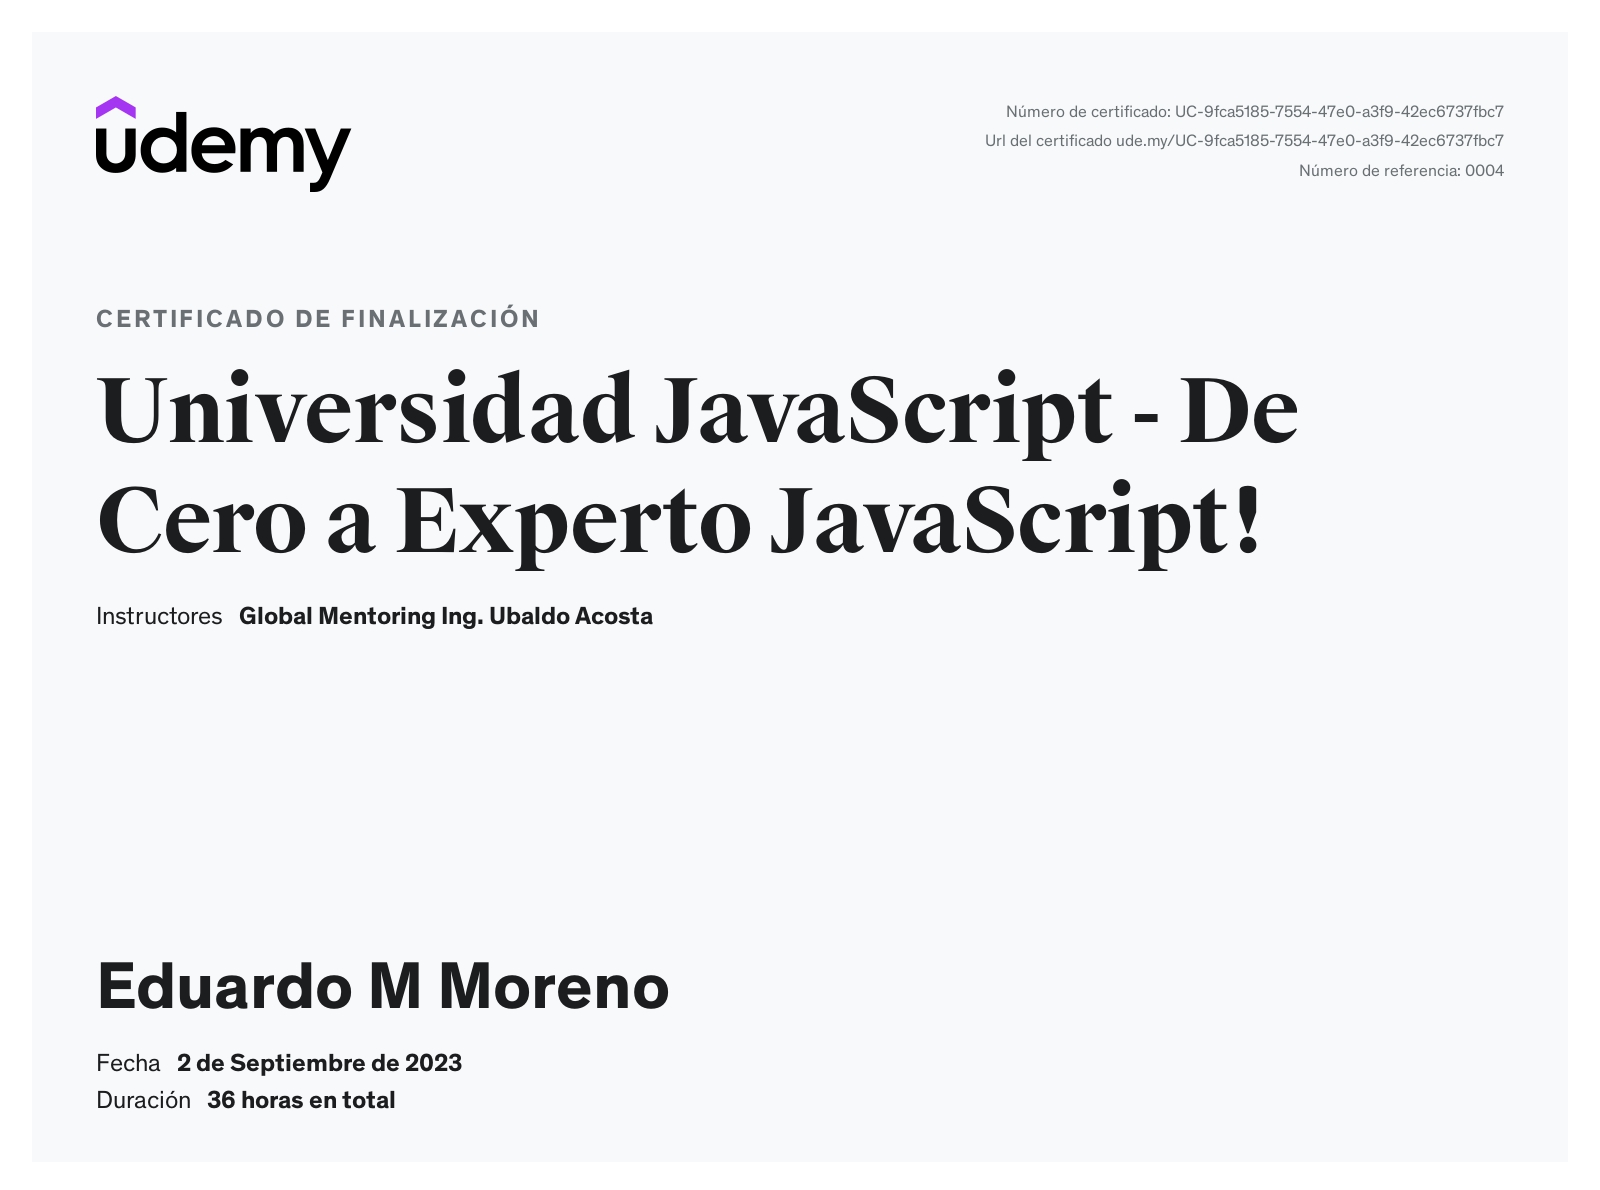 udemy
Número de certificado: UC-9fca5185-7554-47e0-a3f9-42ec6737fbc7
Url del certificado ude.my/UC-9fca5185-7554-47e0-a3f9-42ec6737fbc7
Número de referencia: 0004
CERTIFICADO DE FINALIZACIÓN
Universidad JavaScript - De
Cero a Experto JavaScript!
Instructores Global Mentoring Ing. Ubaldo Acosta
Eduardo M Moreno
Fecha 2 de Septiembre de 2023
Duración 36 horas en total